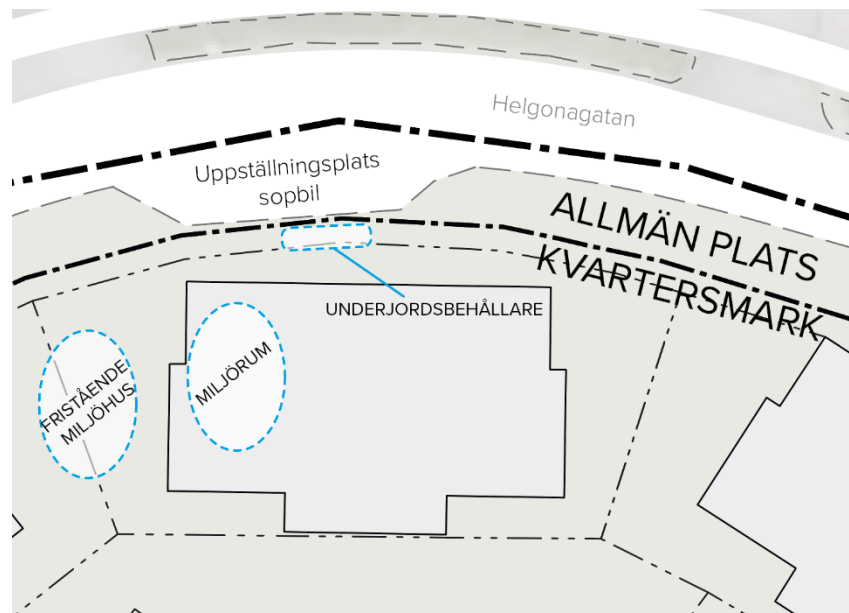 Helgonagatan
Uppställningsplats
sopbil
ALLMÄN PLATS
KVARTERSMARK
UNDERJORDSBEHÅLLARE
MILJÖRUM
FRISTÅENDE
MILJÖHUS